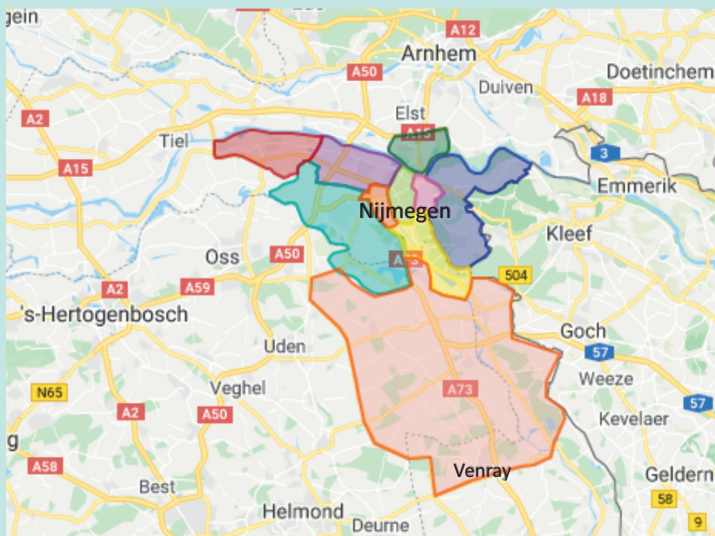 gein
A12
Arnhem
A50
Doetinchem
Duiven
A18
A2
Elst
A15
Tiel
3
A15
Emmerik
Nijmegen
Kleef
Oss
A50
A73
504
A2
A59
's-Hertogenbosch
Goch
57
Uden
Weeze
N65
Veghel
A73
57
A2
A50
Kevelaer
g
A58
Venray
Geldern
Best
58
Helmond
9
Deurne